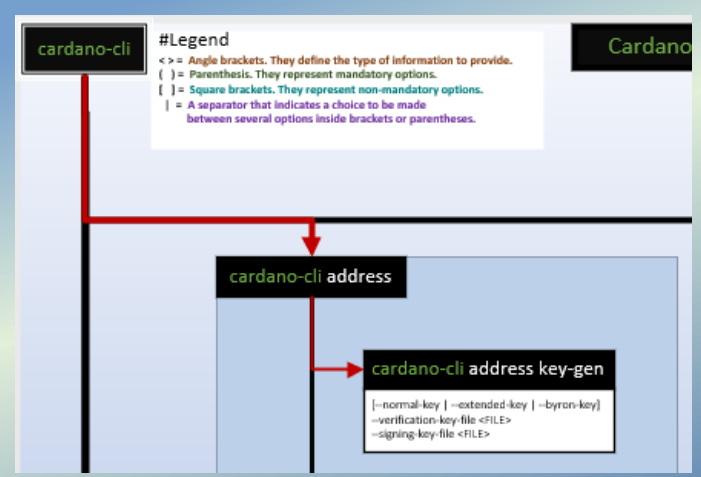 cardano-cli
#Legend
< > = Angle brackets. They define the type of information to provide.
( ) = Parenthesis. They represent mandatory options.
[ ] = Square brackets. They represent non-mandatory options.
| = A separator that indicates a choice to be made
between several options inside brackets or parentheses.
Cardano
cardano-cli address
cardano-cli address key-gen
[--normal-key | --extended-key | --byron-key]
--verification-key-file <FILE>
--signing-key-file <FILE>